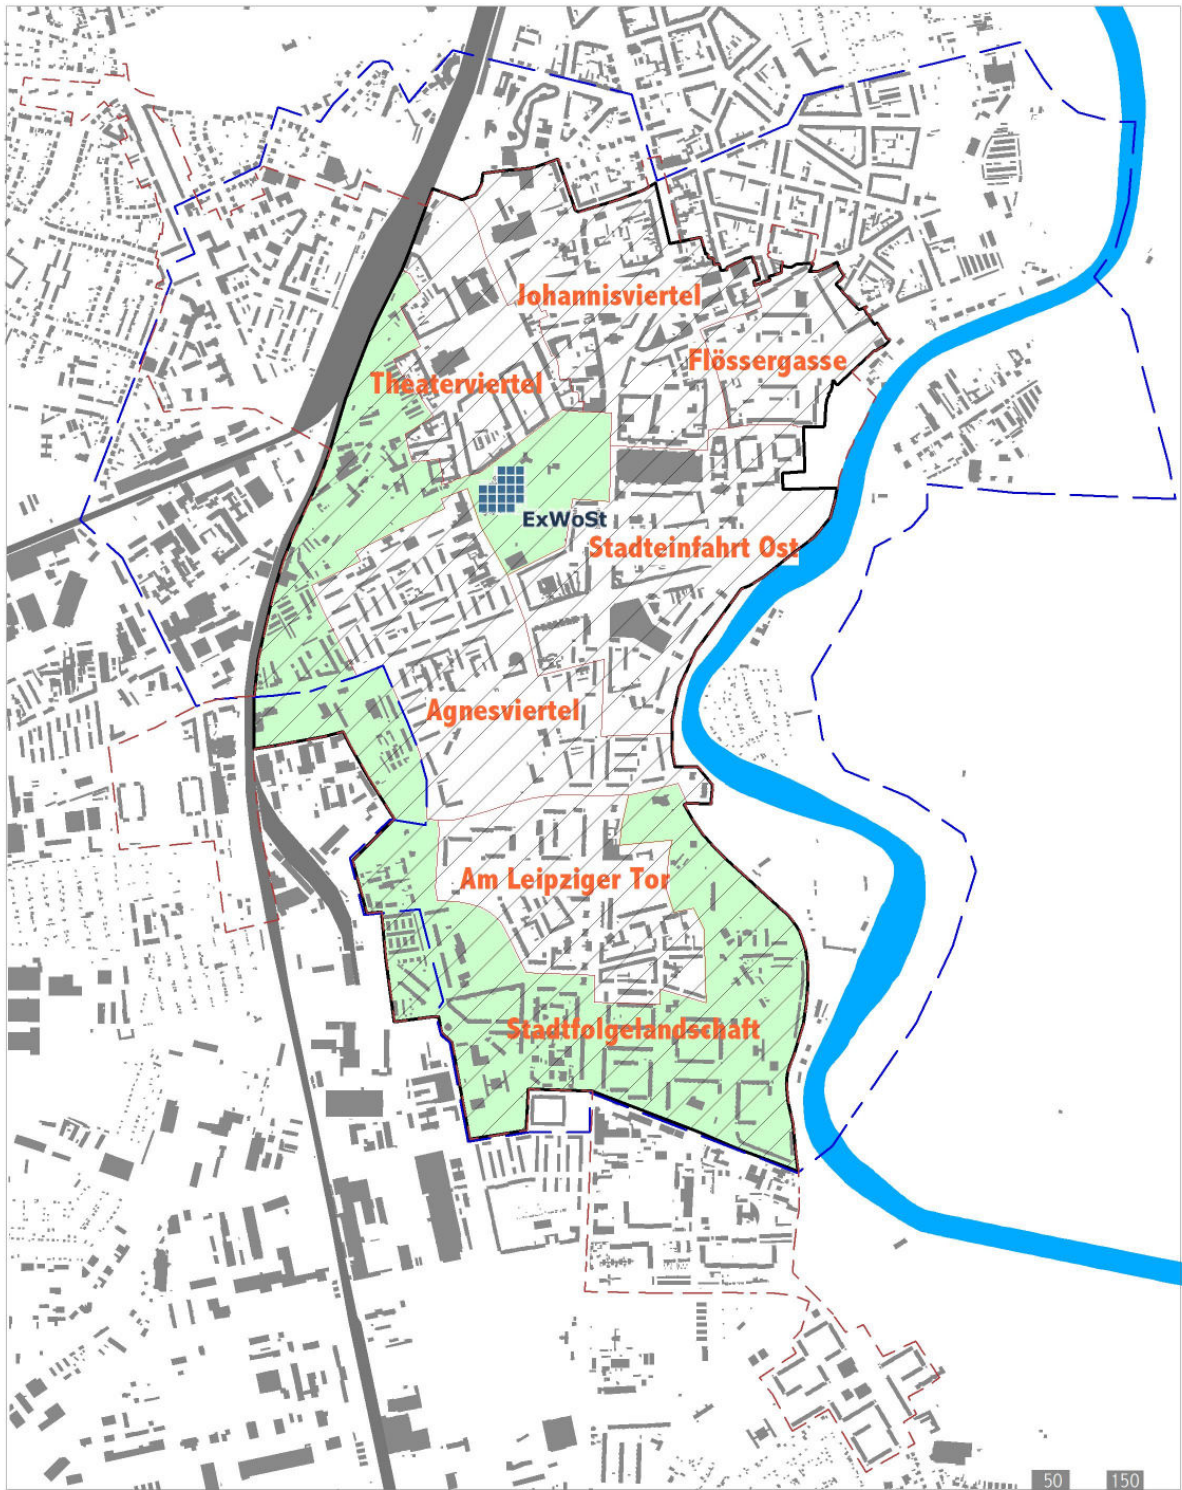 Johannisviertel
Flössergasse
Theaterviertel
ExWoSt
Stadteinfahrt Ost
Agnesviertel
Am Leipziger Tor
Stadtfolgelandschaft
50 150